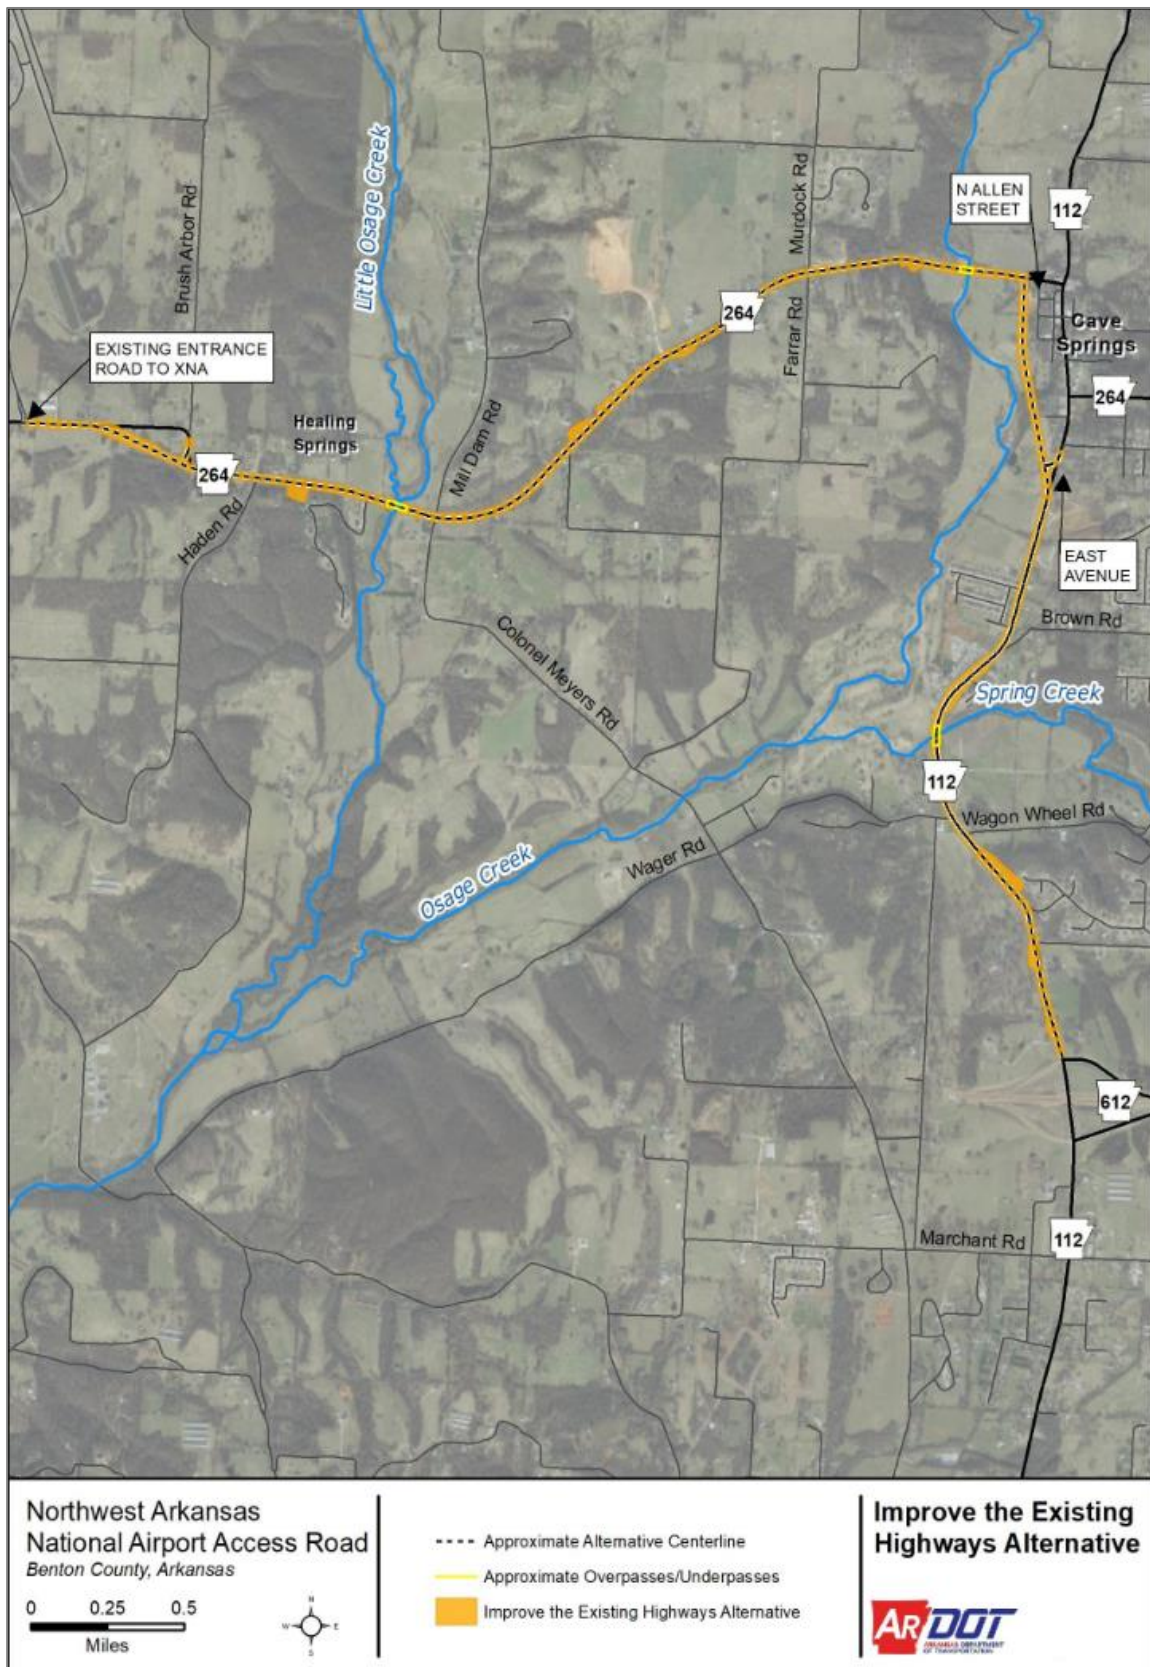 Little Osage Creek
Brush Arbor Rd
Murdock Rd
N ALLEN
STREET
112
264
Farrar Rd
Cave
Springs
EXISTING ENTRANCE
ROAD TO XNA
264
Healing
Springs
Mill Dam Rd
264
Haden Rd
EAST
AVENUE
Brown Rd
Colonel Meyers Rd
Spring Creek
112
Wagon Wheel Rd
Wager Rd
Osage Creek
612
Marchant Rd
112
Northwest Arkansas
National Airport Access Road
Benton County, Arkansas
0 0.25 0.5
Miles
N
W E
S
Approximate Alternative Centerline
Approximate Overpasses/Underpasses
Improve the Existing Highways Alternative
Improve the Existing
Highways Alternative
ARDOT
ARKANSAS DEPARTMENT
OF TRANSPORTATION